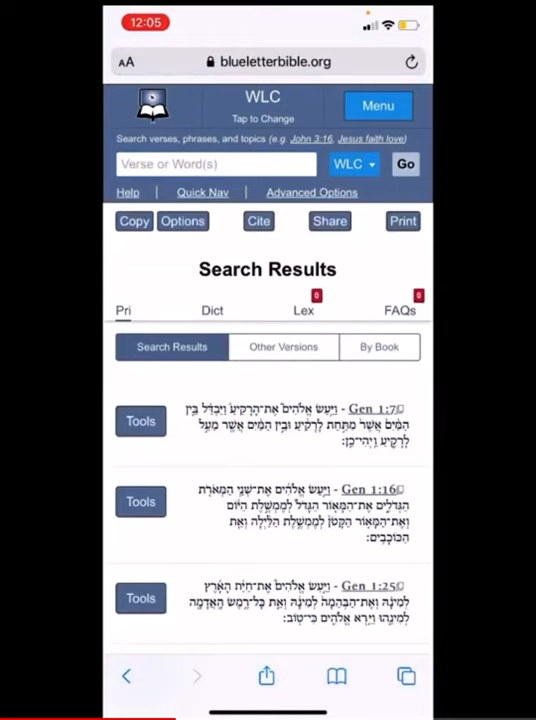 12:05
AA
blueletterbible.org
WLC
Tap to Change
Menu
Search verses, phrases, and topics (e.g. John 3:16, Jesus faith love)
Verse or Word(s)
WLC
Go
Help | Quick Nav | Advanced Options
Copy Options Cite Share Print
Search Results
0 0
Pri Dict Lex FAQs
Search Results Other Versions By Book
Tools
Gen 1:7 - וַיַּעַשׂ אֱלֹהִים֮ אֶת־הָרָקִיעַ֒ וַיַּבְדֵּ֗ל בֵּ֤ין
הַמַּ֙יִם֙ אֲשֶׁר֙ מִתַּ֣חַת לָרָקִ֔יעַ וּבֵ֣ין הַמַּ֔יִם אֲשֶׁ֖ר מֵעַ֣ל
לָרָקִ֑יעַ וַֽיְהִי־כֵֽן׃
Tools
Gen 1:16 - וַיַּ֣עַשׂ אֱלֹהִ֔ים אֶת־שְׁנֵ֥י הַמְּאֹרֹ֖ת
הַגְּדֹלִ֑ים אֶת־הַמָּא֤וֹר הַגָּדֹל֙ לְמֶמְשֶׁ֣לֶת הַיּ֔וֹם
וְאֶת־הַמָּא֤וֹר הַקָּטֹן֙ לְמֶמְשֶׁ֣לֶת הַלַּ֔יְלָה וְאֵ֖ת
הַכּוֹכָבִֽים׃
Tools
Gen 1:25 - וַיַּ֣עַשׂ אֱלֹהִים֩ אֶת־חַיַּ֨ת הָאָ֜רֶץ
לְמִינָ֗הּ וְאֶת־הַבְּהֵמָה֙ לְמִינָ֔הּ וְאֵ֛ת כָּל־רֶ֥מֶשׂ הָֽאֲדָמָ֖ה
לְמִינֵ֑הוּ וַיַּ֥רְא אֱלֹהִ֖ים כִּי־טֽוֹב׃